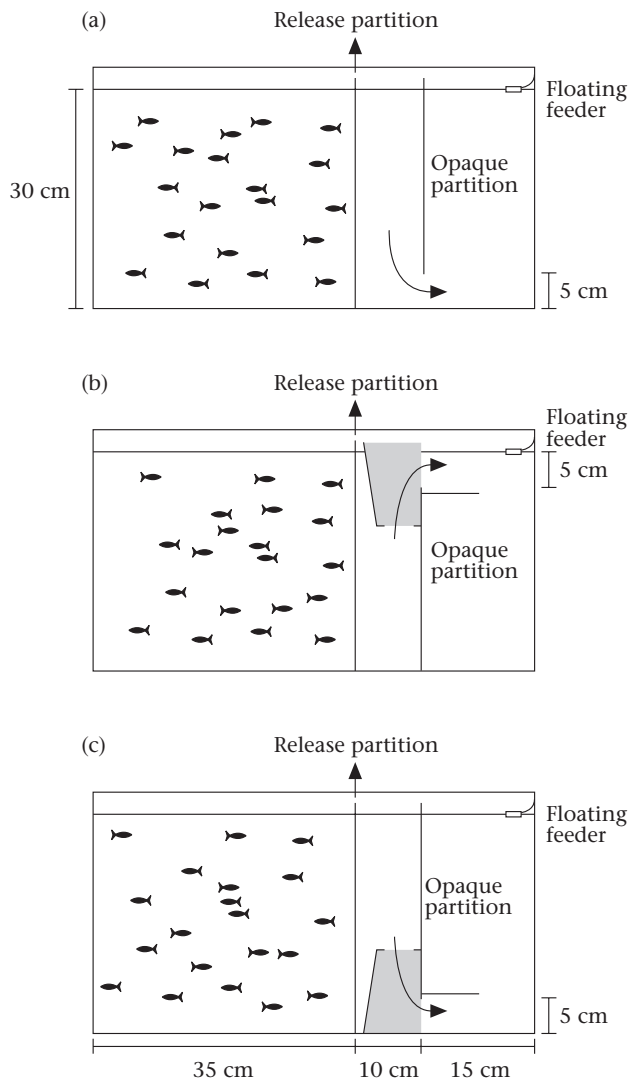 (a)
Release partition
Floating
feeder
Opaque
partition
30 cm
5 cm
(b)
Release partition
Floating
feeder
5 cm
Opaque
partition
(c)
Release partition
Floating
feeder
Opaque
partition
5 cm
35 cm 10 cm 15 cm